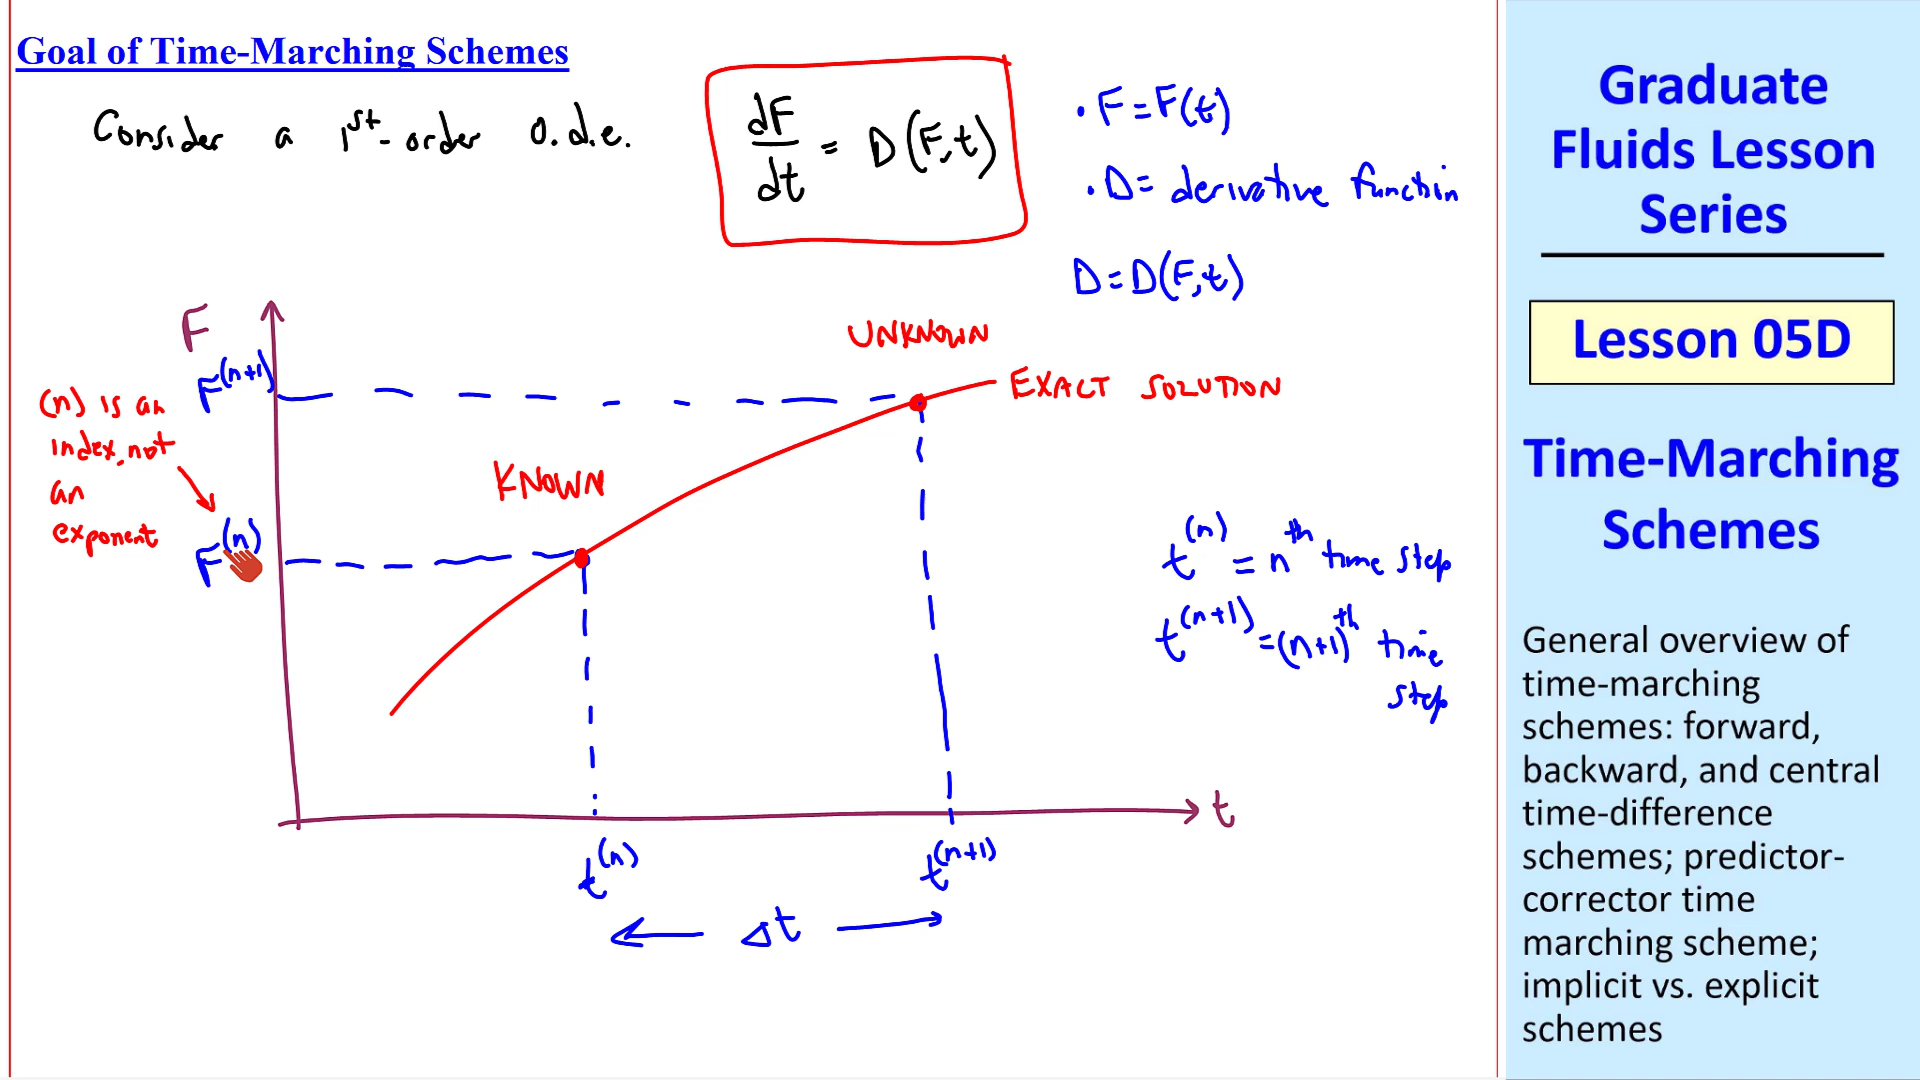 Goal of Time-Marching Schemes
Consider a 1st-order o.d.e.
dF/dt = D(F,t)
• F = F(t)
• D = derivative function
D = D(F,t)
F
UNKNOWN
F^(n+1)
EXACT SOLUTION
(n) is an
index, not
an
exponent
KNOWN
F^(n)
t^(n) = n^th time step
t^(n+1) = (n+1)^th time
step
t
t^(n)
t^(n+1)
Δt
Graduate
Fluids Lesson
Series
Lesson 05D
Time-Marching
Schemes
General overview of
time-marching
schemes: forward,
backward, and central
time-difference
schemes; predictor-
corrector time
marching scheme;
implicit vs. explicit
schemes